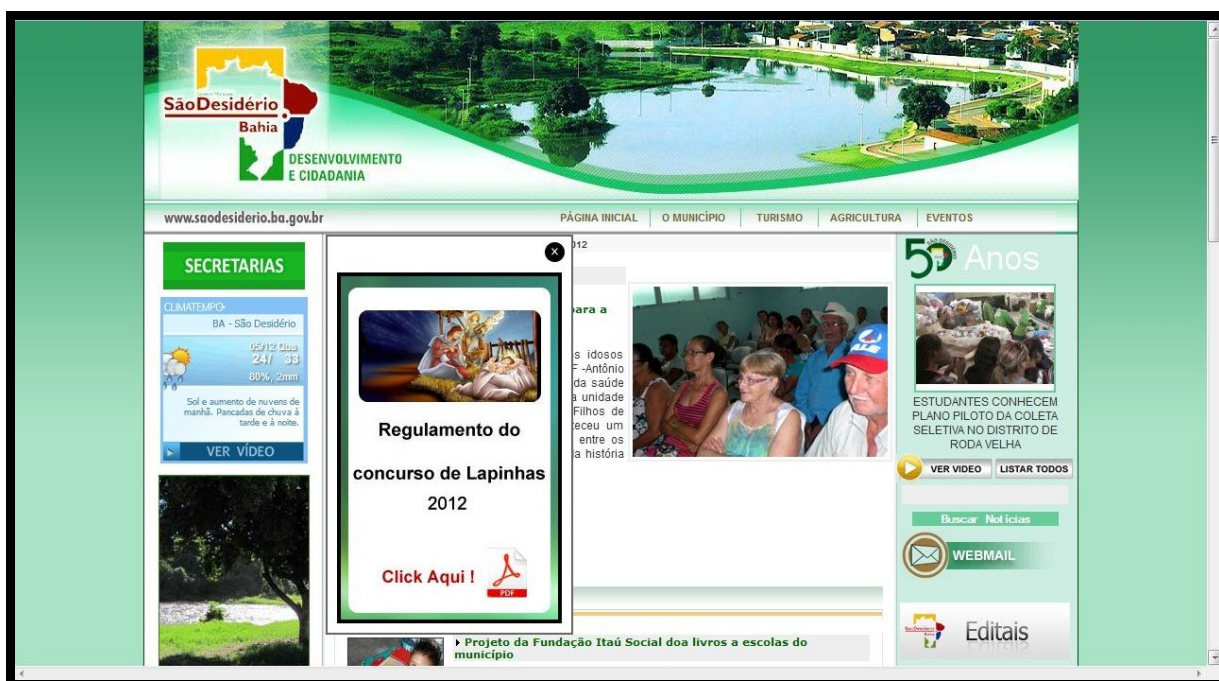 SãoDesidério
Bahia
DESENVOLVIMENTO
E CIDADANIA
www.saodesiderio.ba.gov.br
PÁGINA INICIAL
O MUNICÍPIO
TURISMO
AGRICULTURA
EVENTOS
SECRETARIAS
CLIMATEMPO
BA - São Desidério
05/12 Qua
24/ 33
80%, 2mm
Sol e aumento de nuvens de
manhã. Pancadas de chuva à
tarde e à noite.
VER VÍDEO
Regulamento do
concurso de Lapinhas
2012
Click Aqui !
PDF
012
para a
s idosos
F -Antônio
da saúde
a unidade
Filhos de
teceu um
entre os
a história
Projeto da Fundação Itaú Social doa livros a escolas do
município
50 Anos
ESTUDANTES CONHECEM
PLANO PILOTO DA COLETA
SELETIVA NO DISTRITO DE
RODA VELHA
VER VIDEO
LISTAR TODOS
Buscar Notícias
WEBMAIL
Editais